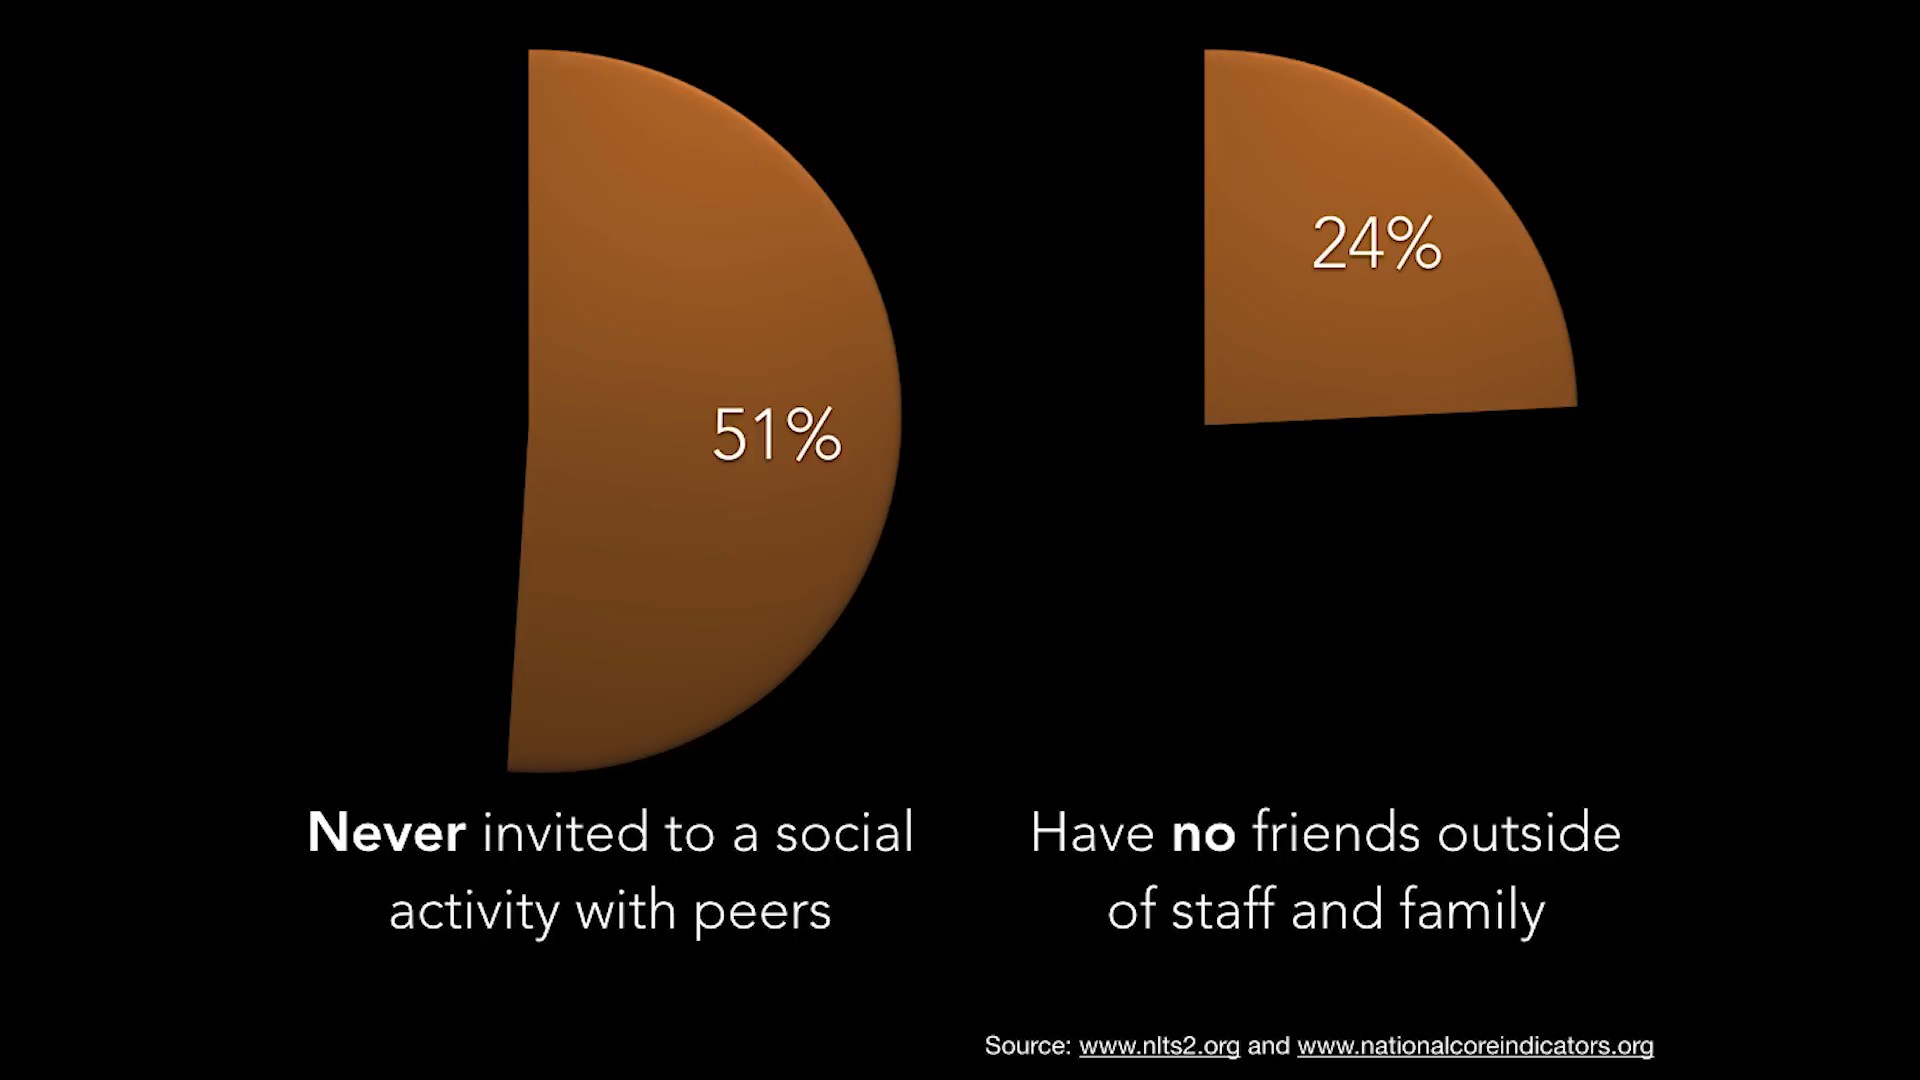 51%
24%
Never invited to a social
activity with peers
Have no friends outside
of staff and family
Source: www.nlts2.org and www.nationalcoreindicators.org